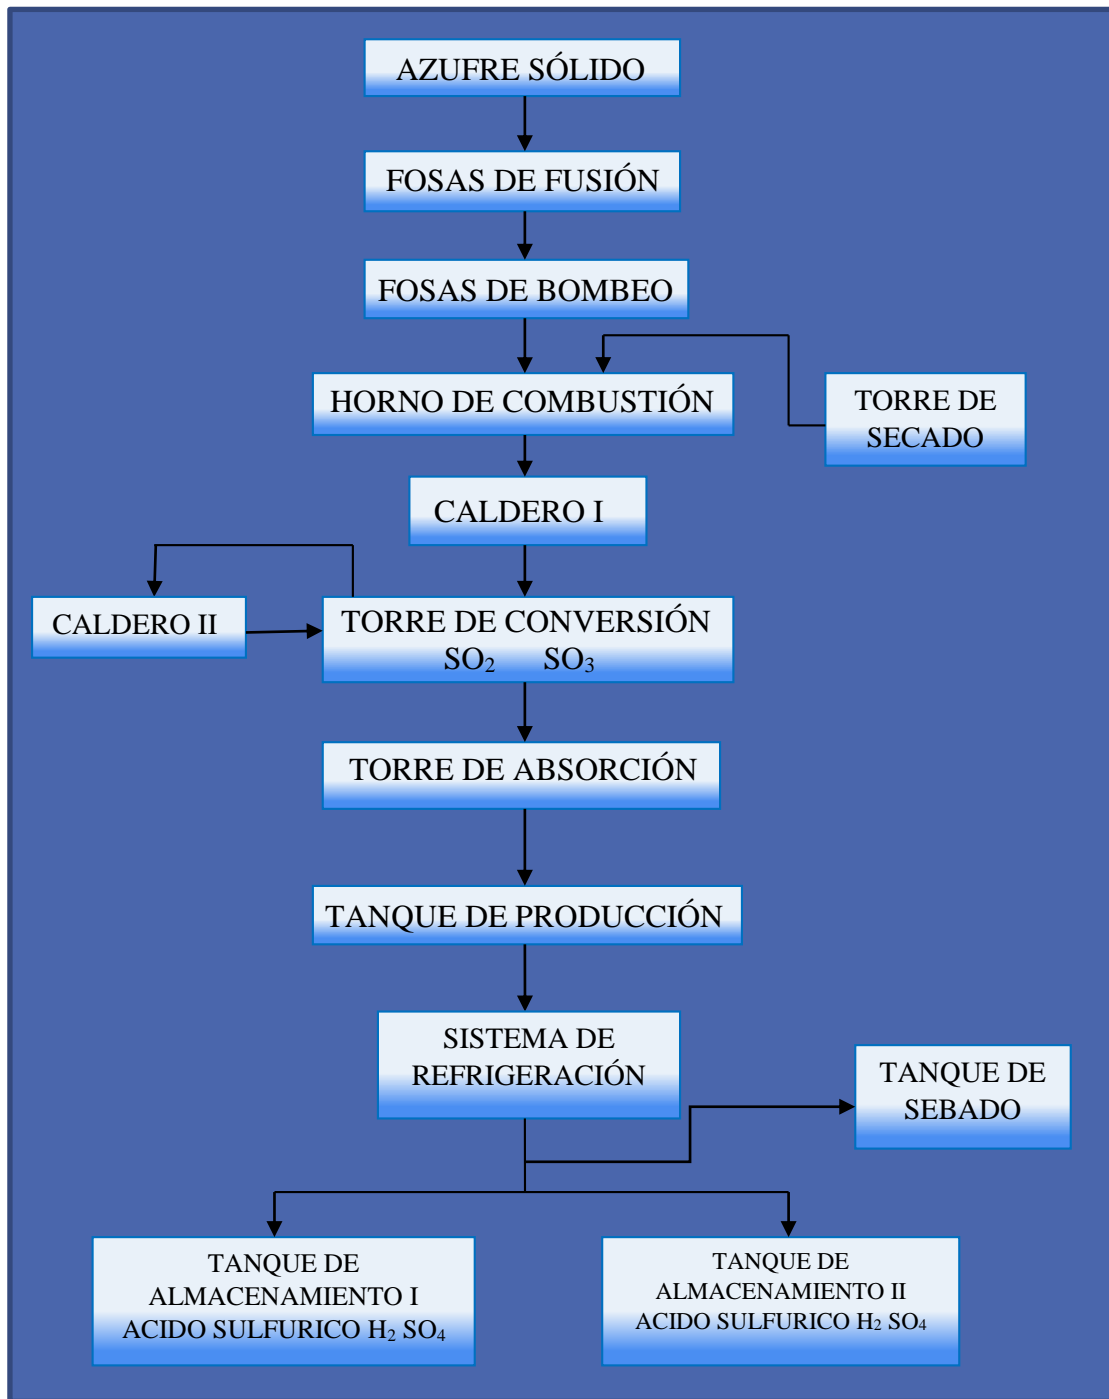 AZUFRE SÓLIDO
FOSAS DE FUSIÓN
FOSAS DE BOMBEO
HORNO DE COMBUSTIÓN
TORRE DE
SECADO
CALDERO I
CALDERO II
TORRE DE CONVERSIÓN
SO₂ SO₃
TORRE DE ABSORCIÓN
TANQUE DE PRODUCCIÓN
SISTEMA DE
REFRIGERACIÓN
TANQUE DE
SEBADO
TANQUE DE
ALMACENAMIENTO I
ACIDO SULFURICO H₂ SO₄
TANQUE DE
ALMACENAMIENTO II
ACIDO SULFURICO H₂ SO₄